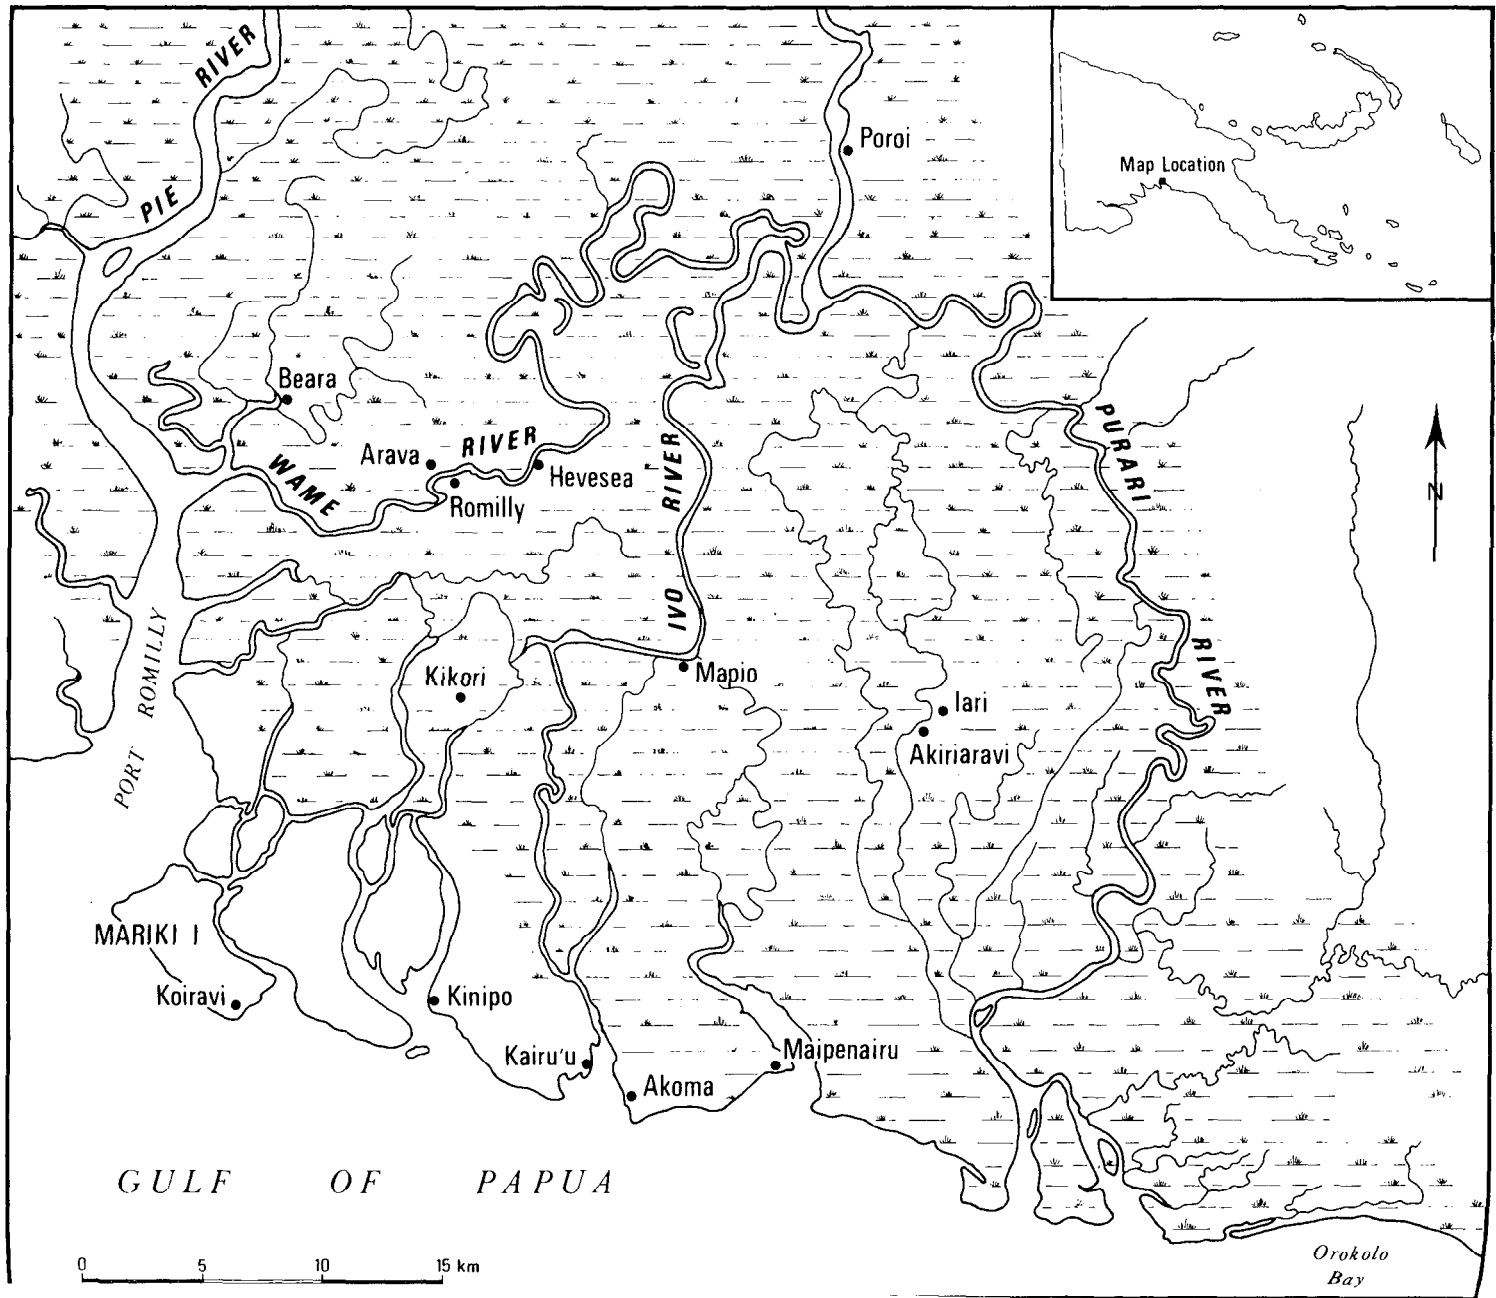 PIE RIVER
Poroi
Map Location
Beara
Arava
WAME RIVER
Hevesea
Romilly
IVO RIVER
PURARI RIVER
N
PORT ROMILLY
Kikori
Mapio
Iari
Akiriaravi
MARIKI I
Koiravi
Kinipo
Kairu'u
Akoma
Maipenairu
GULF OF PAPUA
0 5 10 15 km
Orokolo
Bay